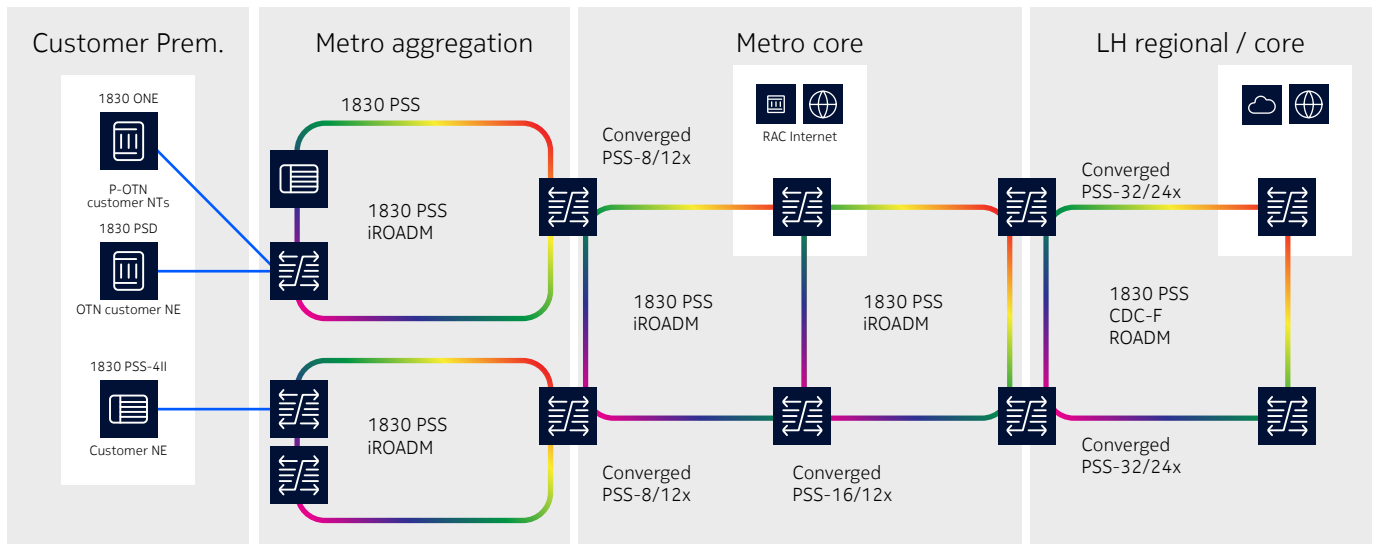 Customer Prem.
Metro aggregation
Metro core
LH regional / core
1830 ONE
P-OTN
customer NTs
1830 PSD
OTN customer NE
1830 PSS-4II
Customer NE
1830 PSS
1830 PSS
iROADM
1830 PSS
iROADM
Converged
PSS-8/12x
RAC Internet
1830 PSS
iROADM
1830 PSS
iROADM
Converged
PSS-8/12x
Converged
PSS-16/12x
Converged
PSS-32/24x
1830 PSS
CDC-F
ROADM
Converged
PSS-32/24x